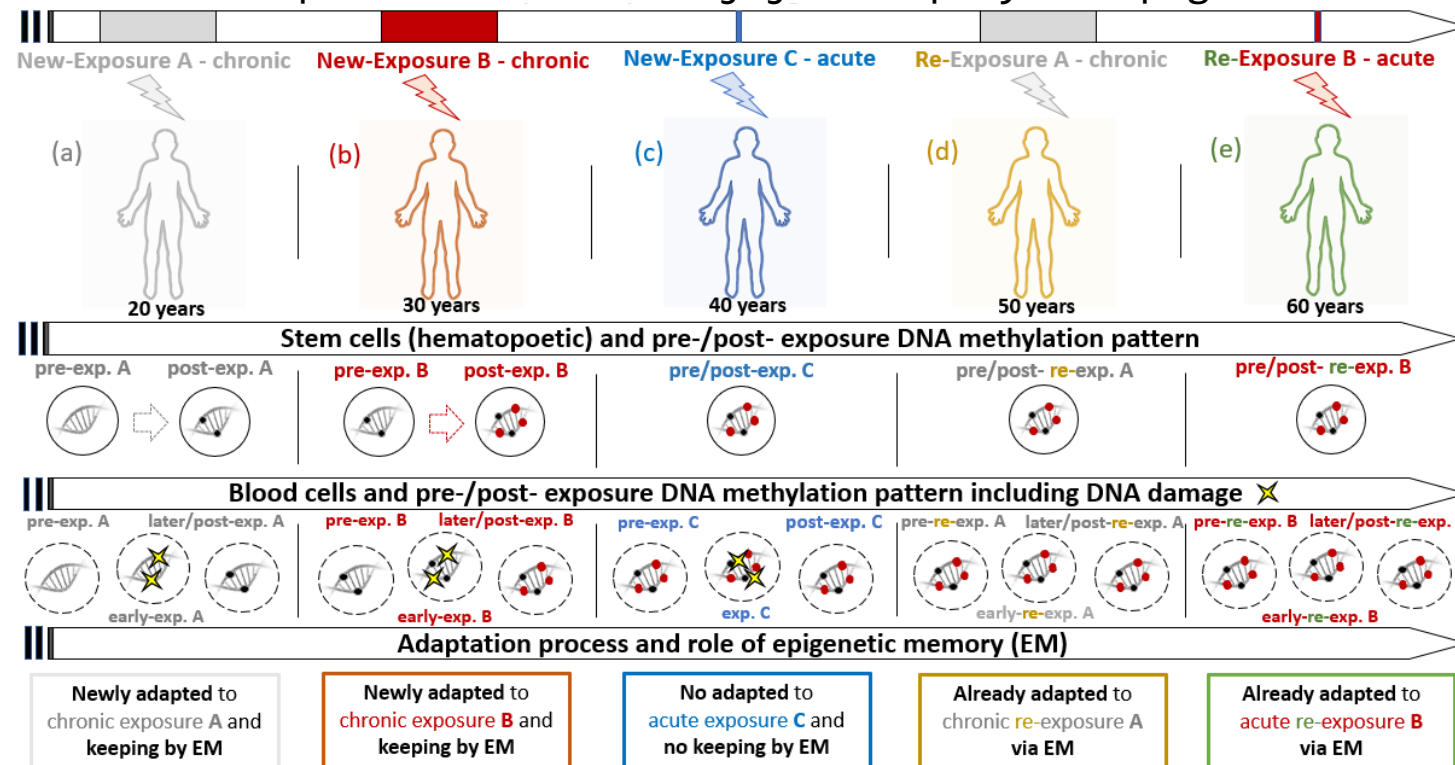 New-Exposure A - chronic
New-Exposure B - chronic
New-Exposure C - acute
Re-Exposure A - chronic
Re-Exposure B - acute
(a)
(b)
(c)
(d)
(e)
20 years
30 years
40 years
50 years
60 years
Stem cells (hematopoetic) and pre-/post- exposure DNA methylation pattern
pre-exp. A
post-exp. A
pre-exp. B
post-exp. B
pre/post-exp. C
pre/post- re-exp. A
pre/post- re-exp. B
Blood cells and pre-/post- exposure DNA methylation pattern including DNA damage
pre-exp. A
later/post-exp. A
pre-exp. B
later/post-exp. B
pre-exp. C
post-exp. C
pre-re-exp. A
later/post-re-exp. A
pre-re-exp. B
later/post-re-exp.
early-exp. A
early-exp. B
exp. C
early-re-exp. A
early-re-exp. B
Adaptation process and role of epigenetic memory (EM)
Newly adapted to
chronic exposure A and
keeping by EM
Newly adapted to
chronic exposure B and
keeping by EM
No adapted to
acute exposure C and
no keeping by EM
Already adapted to
chronic re-exposure A
via EM
Already adapted to
acute re-exposure B
via EM